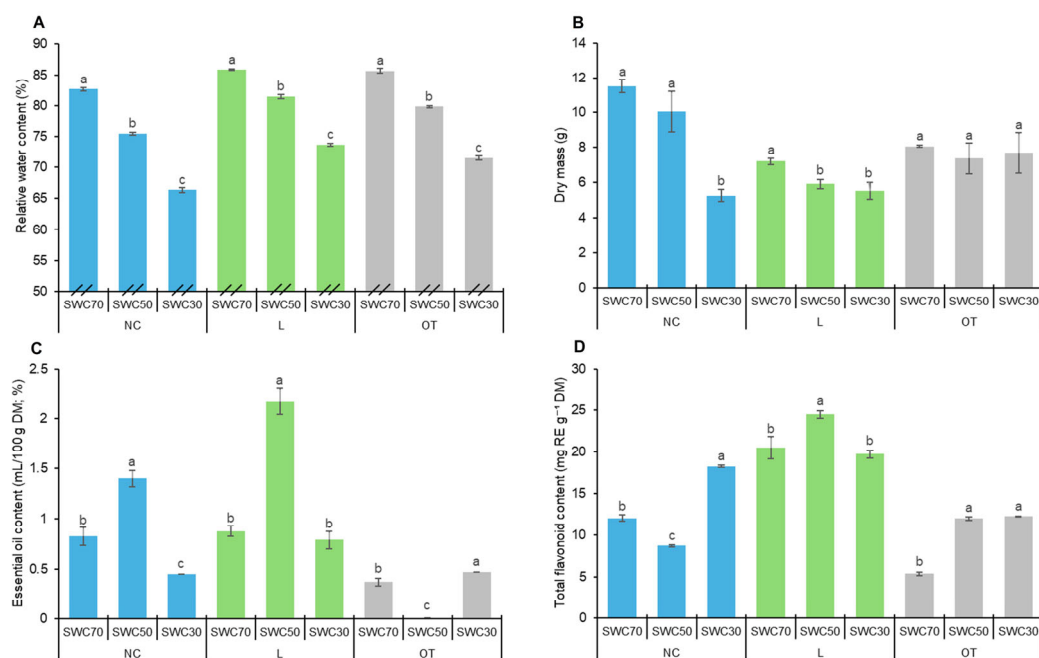 A
Relative water content (%)
90
85
80
75
70
65
60
55
50
a
b
c
a
b
c
a
b
c
SWC70 SWC50 SWC30 SWC70 SWC50 SWC30 SWC70 SWC50 SWC30
NC L OT
B
Dry mass (g)
14
12
10
8
6
4
2
0
a
a
b
a
b
b
a
a
a
SWC70 SWC50 SWC30 SWC70 SWC50 SWC30 SWC70 SWC50 SWC30
NC L OT
C
Essential oil content (mL/100 g DM; %)
2.5
2
1.5
1
0.5
0
b
a
c
b
a
b
b
c
a
SWC70 SWC50 SWC30 SWC70 SWC50 SWC30 SWC70 SWC50 SWC30
NC L OT
D
Total flavonoid content (mg RE g⁻¹ DM)
30
25
20
15
10
5
0
b
c
a
b
a
b
b
a
a
SWC70 SWC50 SWC30 SWC70 SWC50 SWC30 SWC70 SWC50 SWC30
NC L OT